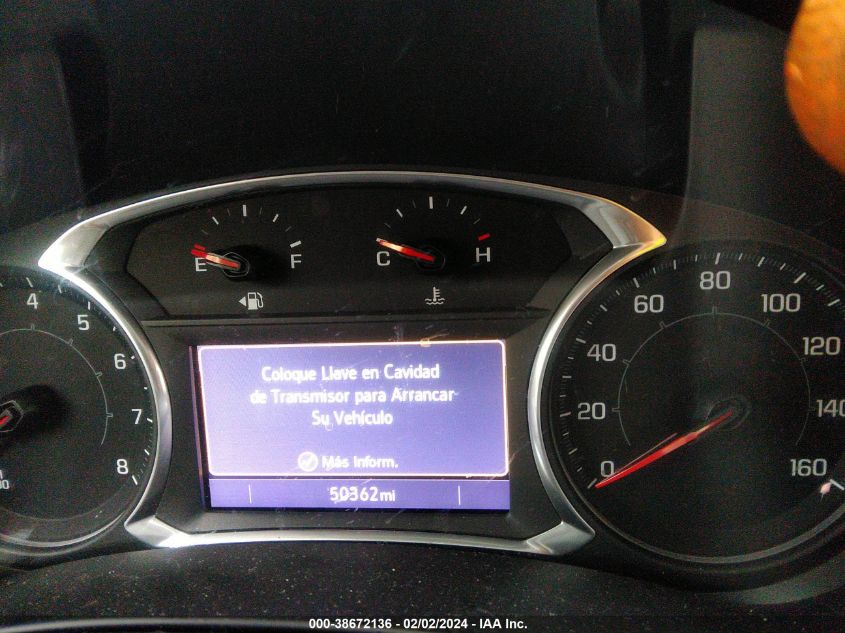 E F
C H
4
5
6
7
8
0
20
40
60
80
100
120
140
160
Coloque Llave en Cavidad
de Transmisor para Arrancar
Su Vehículo
Más Inform.
50362mi
000-38672136 - 02/02/2024 - IAA Inc.